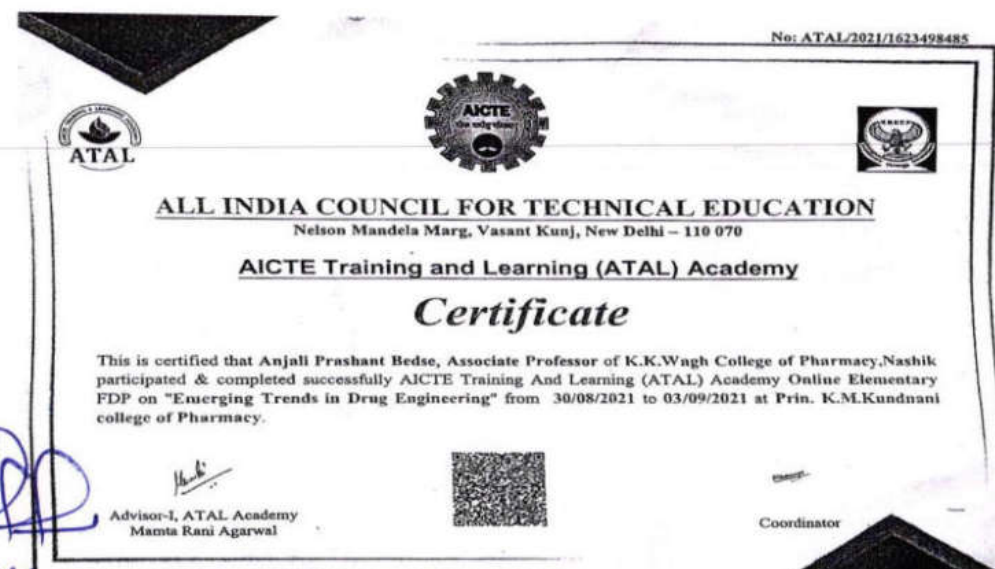 No: ATAL/2021/1623498485
ATAL
AICTE
ALL INDIA COUNCIL FOR TECHNICAL EDUCATION
Nelson Mandela Marg, Vasant Kunj, New Delhi – 110 070
AICTE Training and Learning (ATAL) Academy
Certificate
This is certified that Anjali Prashant Bedse, Associate Professor of K.K.Wagh College of Pharmacy,Nashik
participated & completed successfully AICTE Training And Learning (ATAL) Academy Online Elementary
FDP on "Emerging Trends in Drug Engineering" from 30/08/2021 to 03/09/2021 at Prin. K.M.Kundnani
college of Pharmacy.
Advisor-I, ATAL Academy
Mamta Rani Agarwal
Coordinator